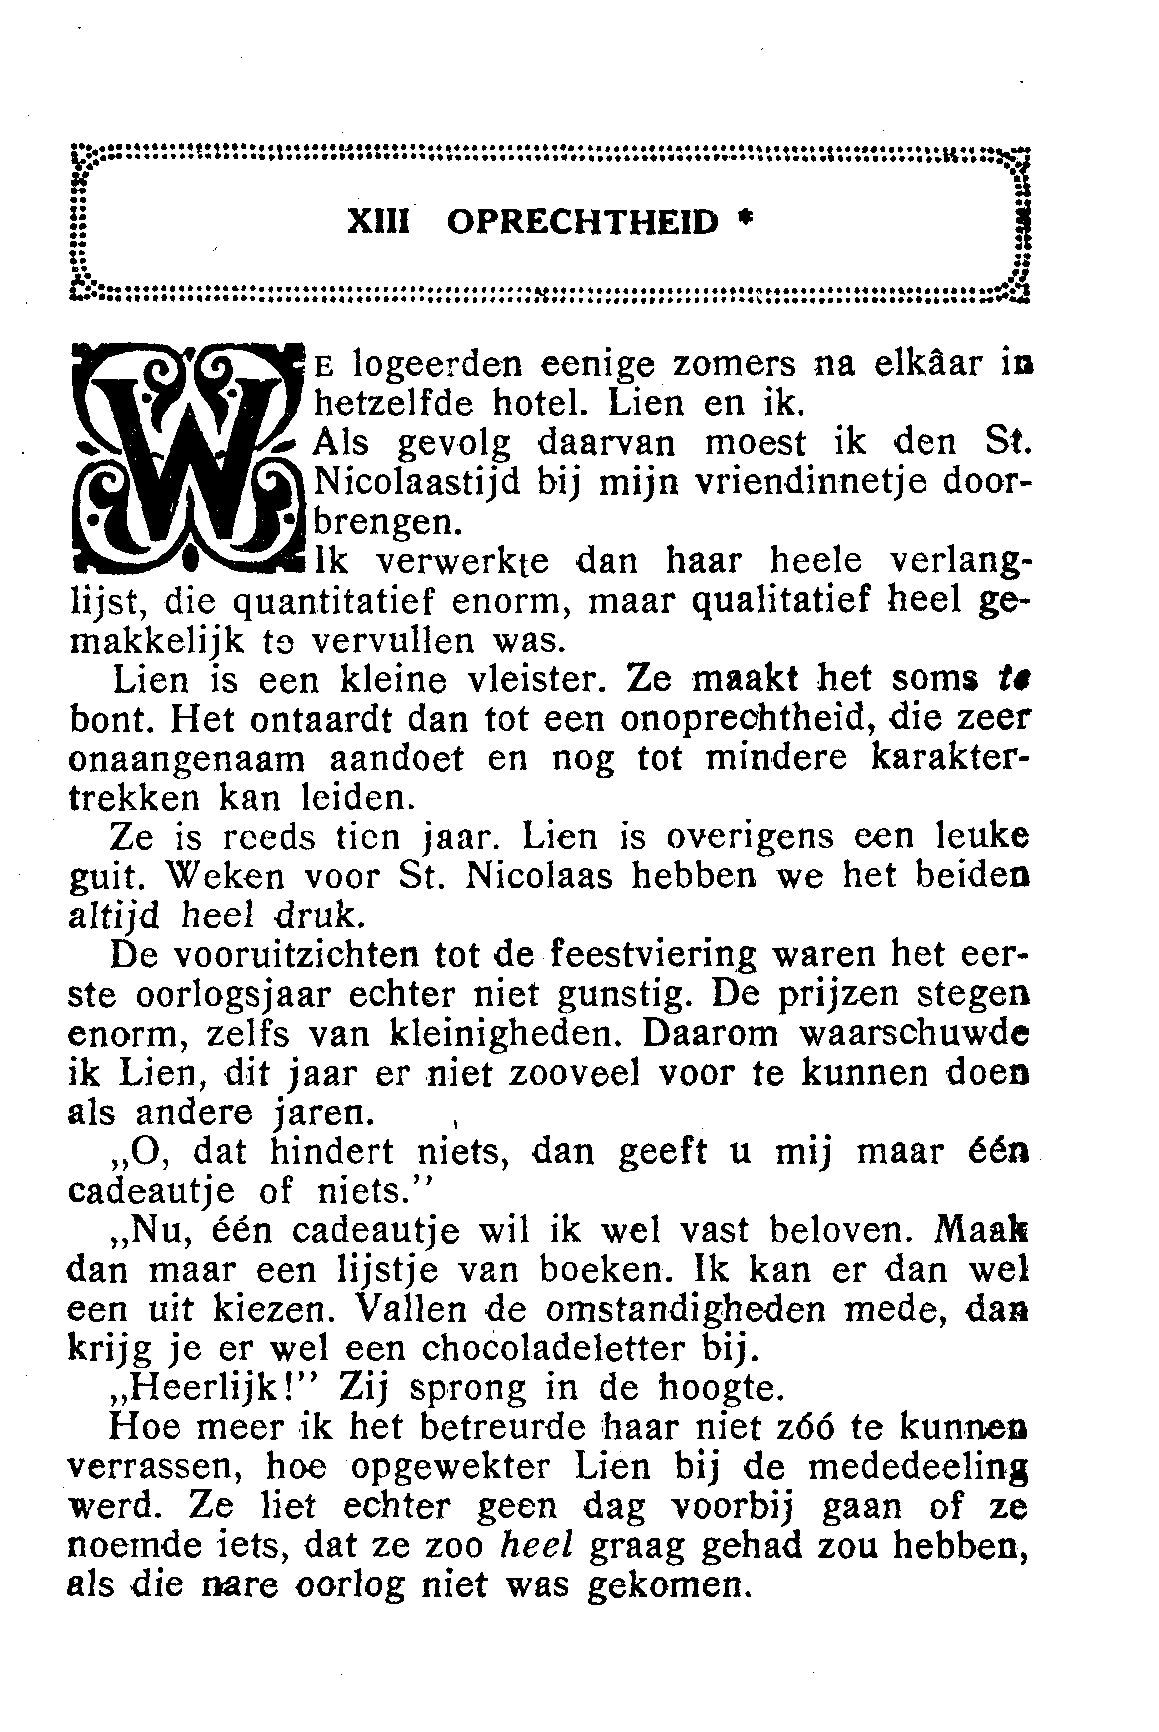 XIII OPRECHTHEID *
WE logeerden eenige zomers na elkâar in
hetzelfde hotel. Lien en ik.
Als gevolg daarvan moest ik den St.
Nicolaastijd bij mijn vriendinnetje door-
brengen.
Ik verwerkte dan haar heele verlang-
lijst, die quantitatief enorm, maar qualitatief heel ge-
makkelijk te vervullen was.
Lien is een kleine vleister. Ze maakt het soms te
bont. Het ontaardt dan tot een onoprechtheid, die zeer
onaangenaam aandoet en nog tot mindere karakter-
trekken kan leiden.
Ze is reeds tien jaar. Lien is overigens een leuke
guit. Weken voor St. Nicolaas hebben we het beiden
altijd heel druk.
De vooruitzichten tot de feestviering waren het eer-
ste oorlogsjaar echter niet gunstig. De prijzen stegen
enorm, zelfs van kleinigheden. Daarom waarschuwde
ik Lien, dit jaar er niet zooveel voor te kunnen doen
als andere jaren.
„O, dat hindert niets, dan geeft u mij maar één
cadeautje of niets.”
„Nu, één cadeautje wil ik wel vast beloven. Maak
dan maar een lijstje van boeken. Ik kan er dan wel
een uit kiezen. Vallen de omstandigheden mede, dan
krijg je er wel een chocoladeletter bij.
„Heerlijk!” Zij sprong in de hoogte.
Hoe meer ik het betreurde haar niet zóó te kunnen
verrassen, hoe opgewekter Lien bij de mededeeling
werd. Ze liet echter geen dag voorbij gaan of ze
noemde iets, dat ze zoo heel graag gehad zou hebben,
als die nare oorlog niet was gekomen.